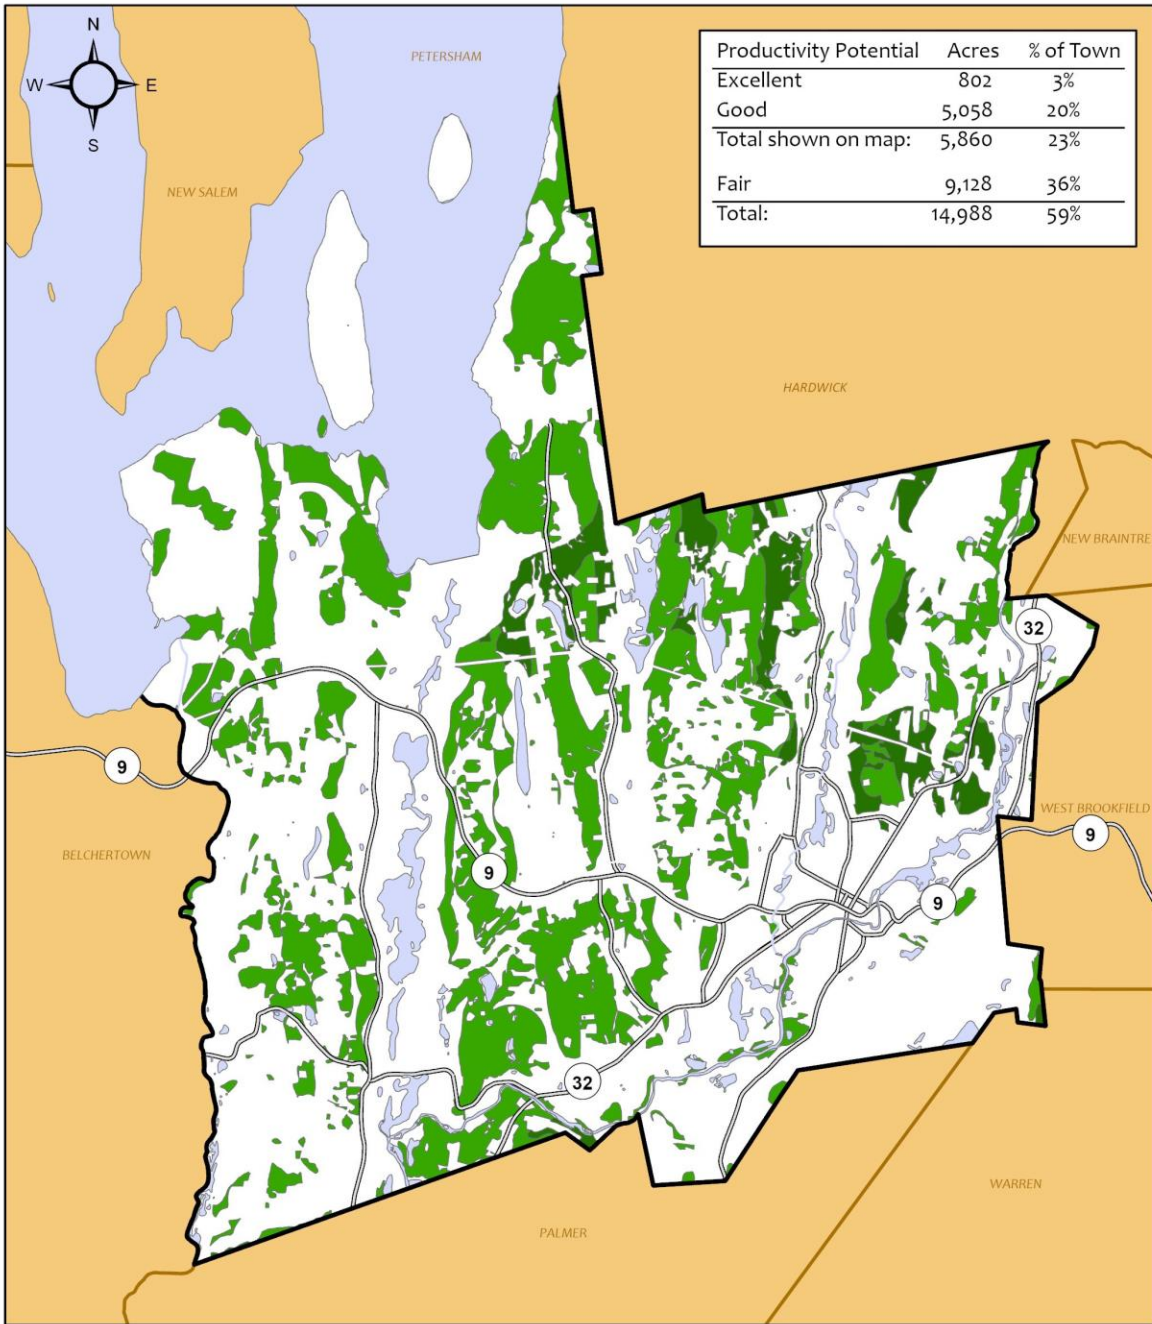 N
W E
S
PETERSHAM
NEW SALEM
Productivity Potential Acres % of Town
Excellent 802 3%
Good 5,058 20%
Total shown on map: 5,860 23%
Fair 9,128 36%
Total: 14,988 59%
HARDWICK
NEW BRAINTRE
32
9
WEST BROOKFIELD
9
BELCHERTOWN
9
9
32
WARREN
PALMER